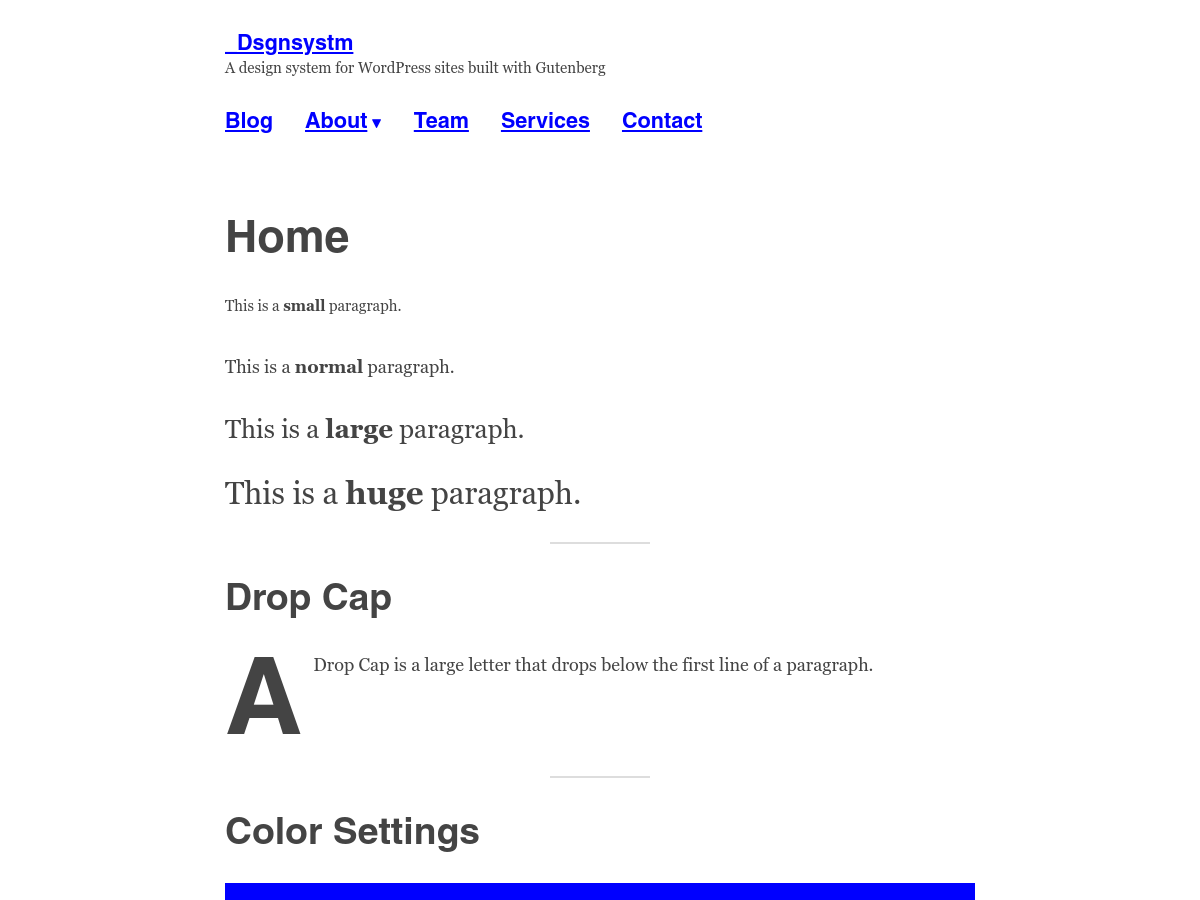 Dsgnsystm
A design system for WordPress sites built with Gutenberg
Blog About ▾ Team Services Contact
Home
This is a small paragraph.
This is a normal paragraph.
This is a large paragraph.
This is a huge paragraph.
Drop Cap
A Drop Cap is a large letter that drops below the first line of a paragraph.
Color Settings